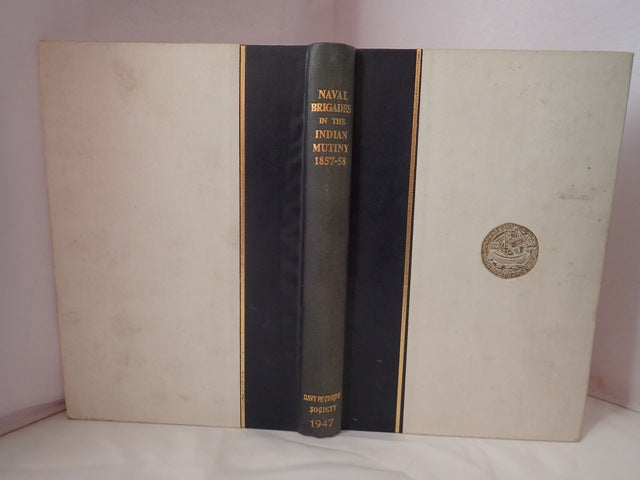 NAVAL
BRIGADES
IN THE
INDIAN
MUTINY
1857-58
NAVY RECORDS
SOCIETY
1947